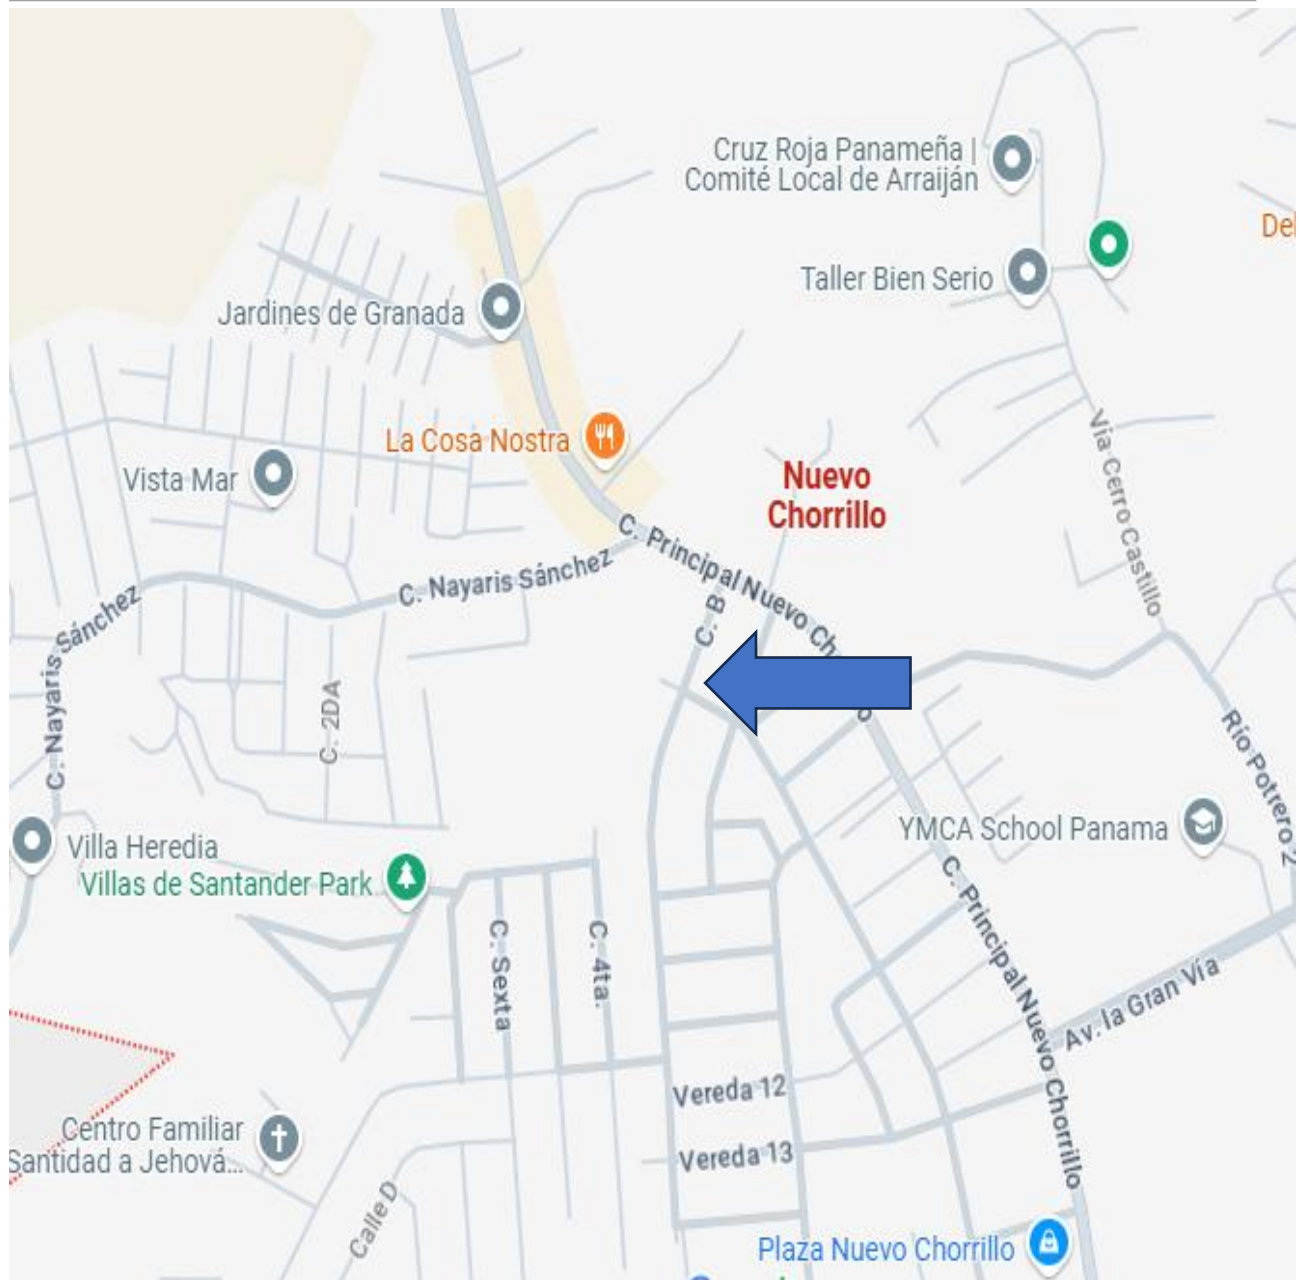 Cruz Roja Panameña |
Comité Local de Arraiján
Del
Taller Bien Serio
Jardines de Granada
La Cosa Nostra
Vía Cerro Castillo
Vista Mar
Nuevo
Chorrillo
C. Principal Nuevo Ch
o.
C. Nayaris Sánchez
C. B
C. Nayaris Sánchez
C. Nayaris
C. 2DA
Río Potrero 2
YMCA School Panama
Villa Heredia
Villas de Santander Park
C. Principal Nuevo Chorrillo
C. Sexta
C. 4ta.
Av. la Gran Vía
Vereda 12
Centro Familiar
Santidad a Jehová...
Vereda 13
Calle D
Plaza Nuevo Chorrillo